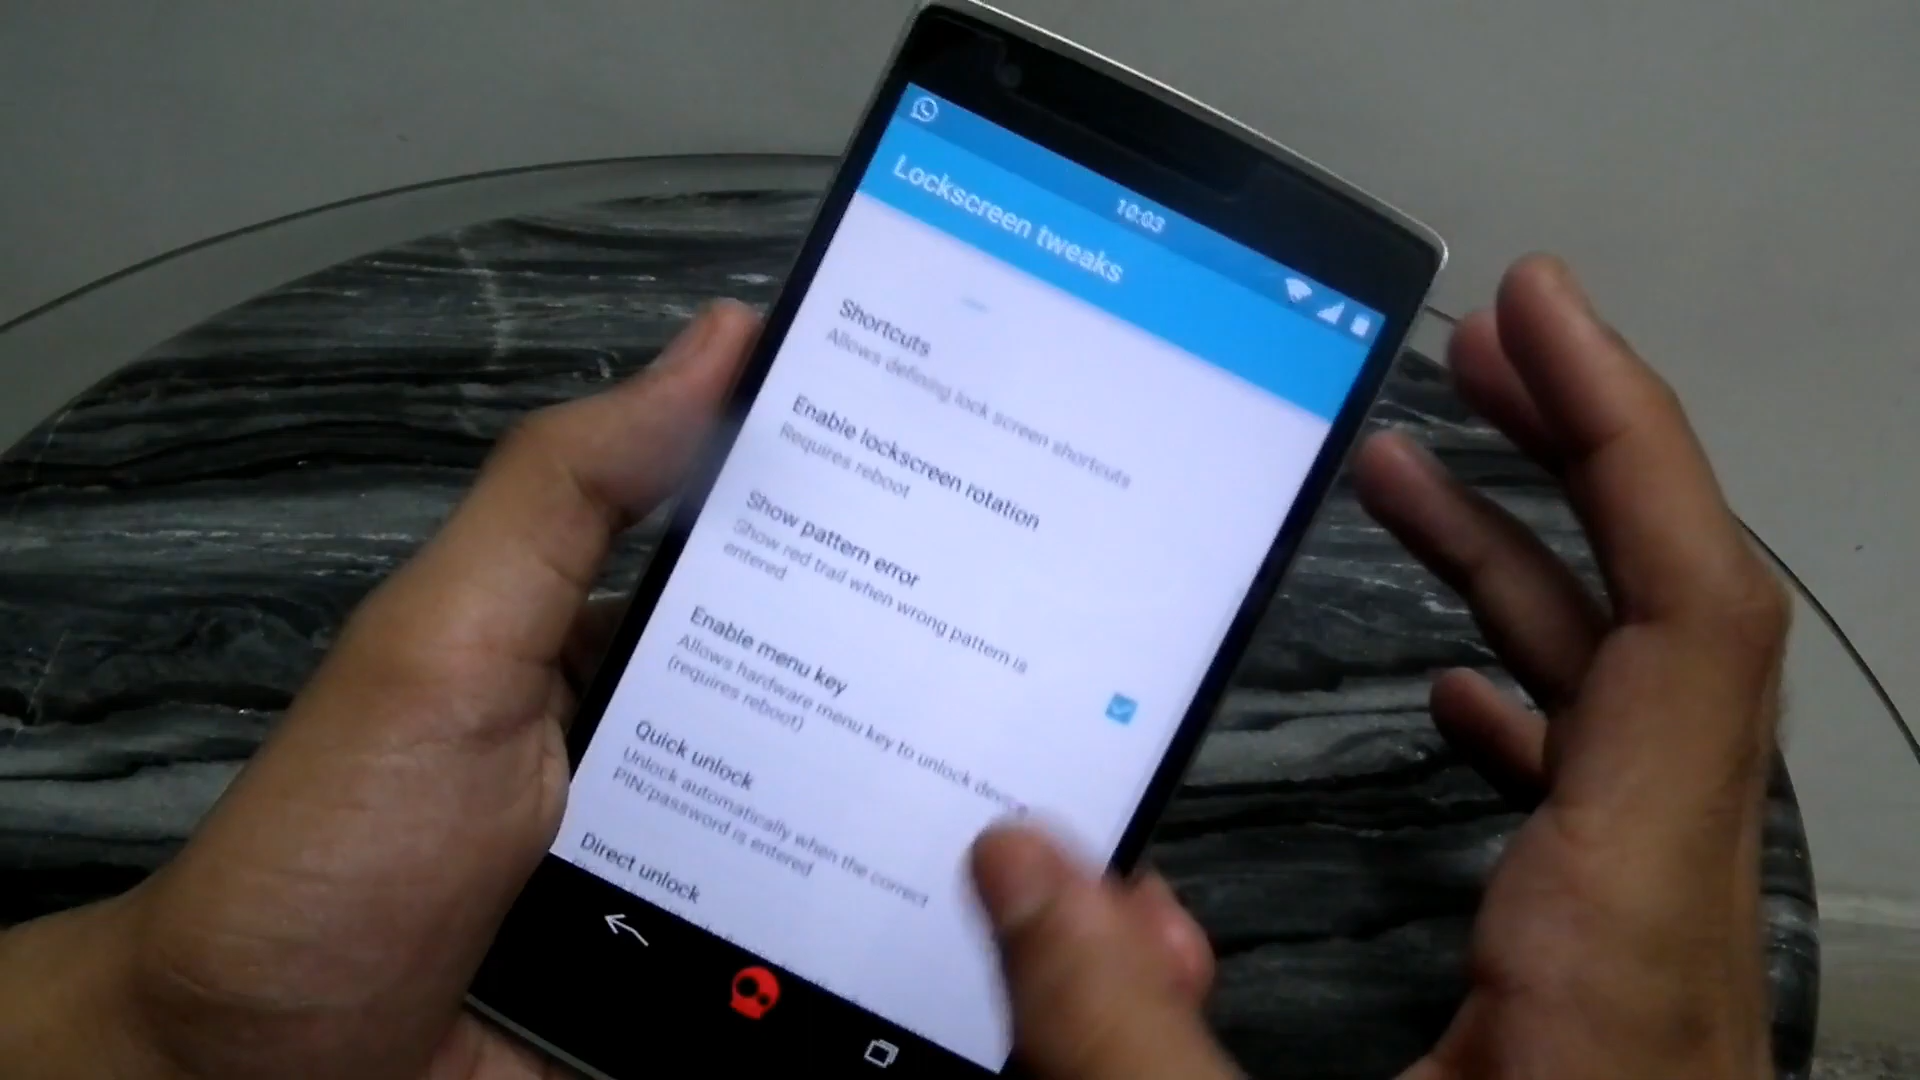 10:03
Lockscreen tweaks
Shortcuts
Allows defining lock screen shortcuts
Enable lockscreen rotation
Requires reboot
Show pattern error
Show red trail when wrong pattern is
entered
Enable menu key
Allows hardware menu key to unlock device
(requires reboot)
Quick unlock
Unlock automatically when the correct
PIN/password is entered
Direct unlock